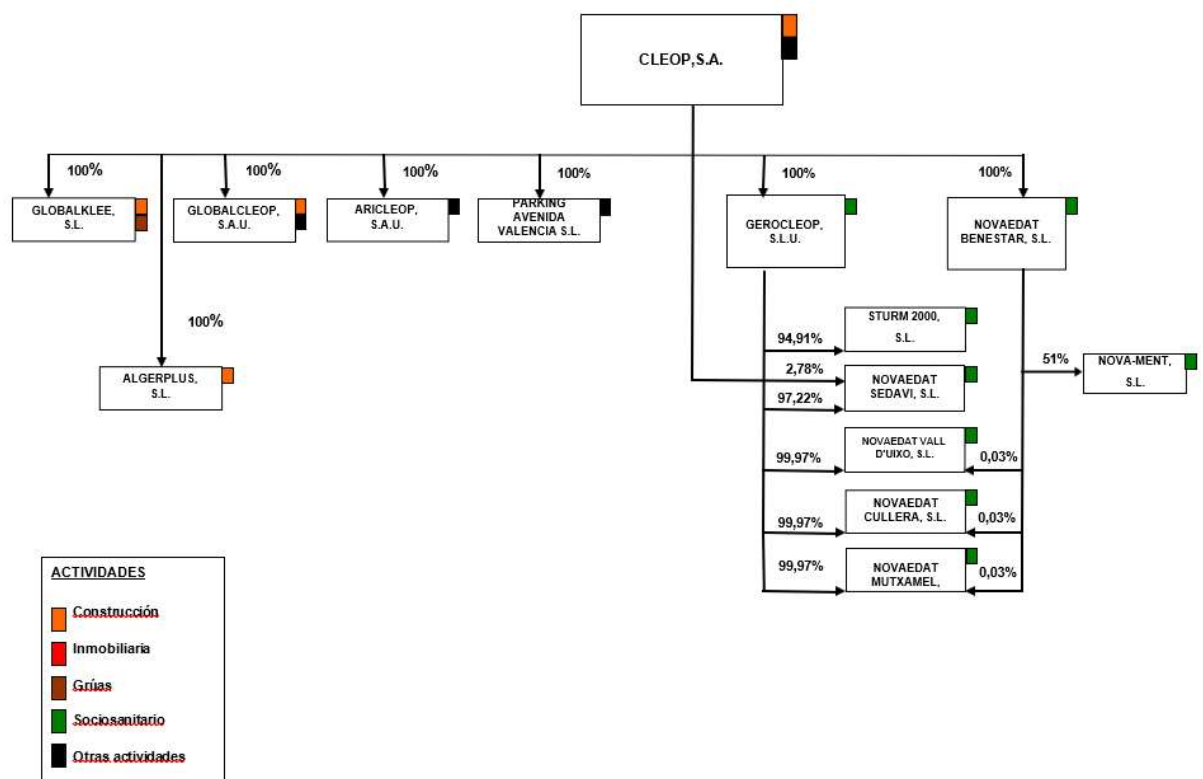 CLEOP,S.A.
100%
100%
100%
100%
100%
100%
GLOBALKLEE,
S.L.
GLOBALCLEOP,
S.A.U.
ARICLEOP,
S.A.U.
PARKING
AVENIDA
VALENCIA S.L.
GEROCLEOP,
S.L.U.
NOVAEDAT
BENESTAR, S.L.
100%
ALGERPLUS,
S.L.
94,91%
STURM 2000,
S.L.
2,78%
97,22%
NOVAEDAT
SEDAVI, S.L.
51%
NOVA-MENT,
S.L.
99,97%
NOVAEDAT VALL
D'UIXO, S.L.
0,03%
99,97%
NOVAEDAT
CULLERA, S.L.
0,03%
99,97%
NOVAEDAT
MUTXAMEL,
0,03%
ACTIVIDADES
Construcción
Inmobiliaria
Grúas
Sociosanitario
Otras actividades